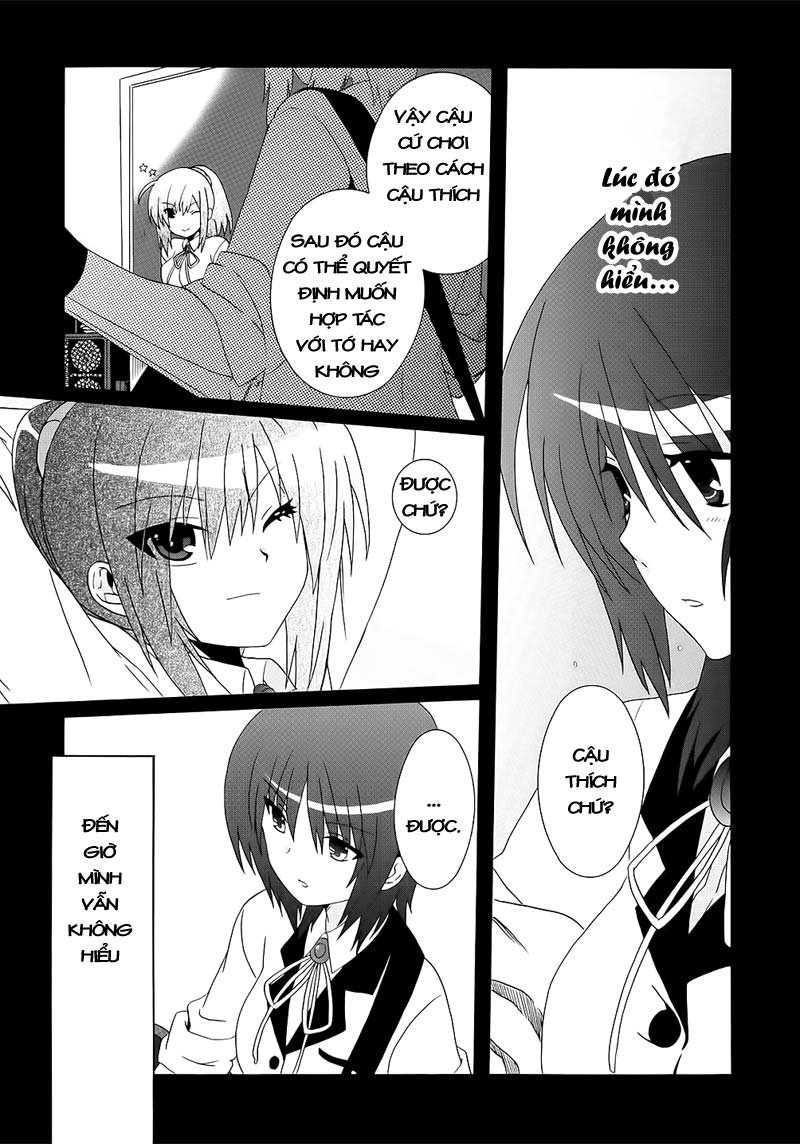 Lúc đó
mình
không
hiểu...
CẬU
THÍCH
CHỨ?
VẬY CẬU
CỨ CHƠI
THEO CÁCH
CẬU THÍCH
SAU ĐÓ CẬU
CÓ THỂ QUYẾT
ĐỊNH MUỐN
HỢP TÁC
VỚI TỚ HAY
KHÔNG
ĐƯỢC
CHỨ?
...
ĐƯỢC.
ĐẾN
GIỜ
MÌNH
VẪN
KHÔNG
HIỂU